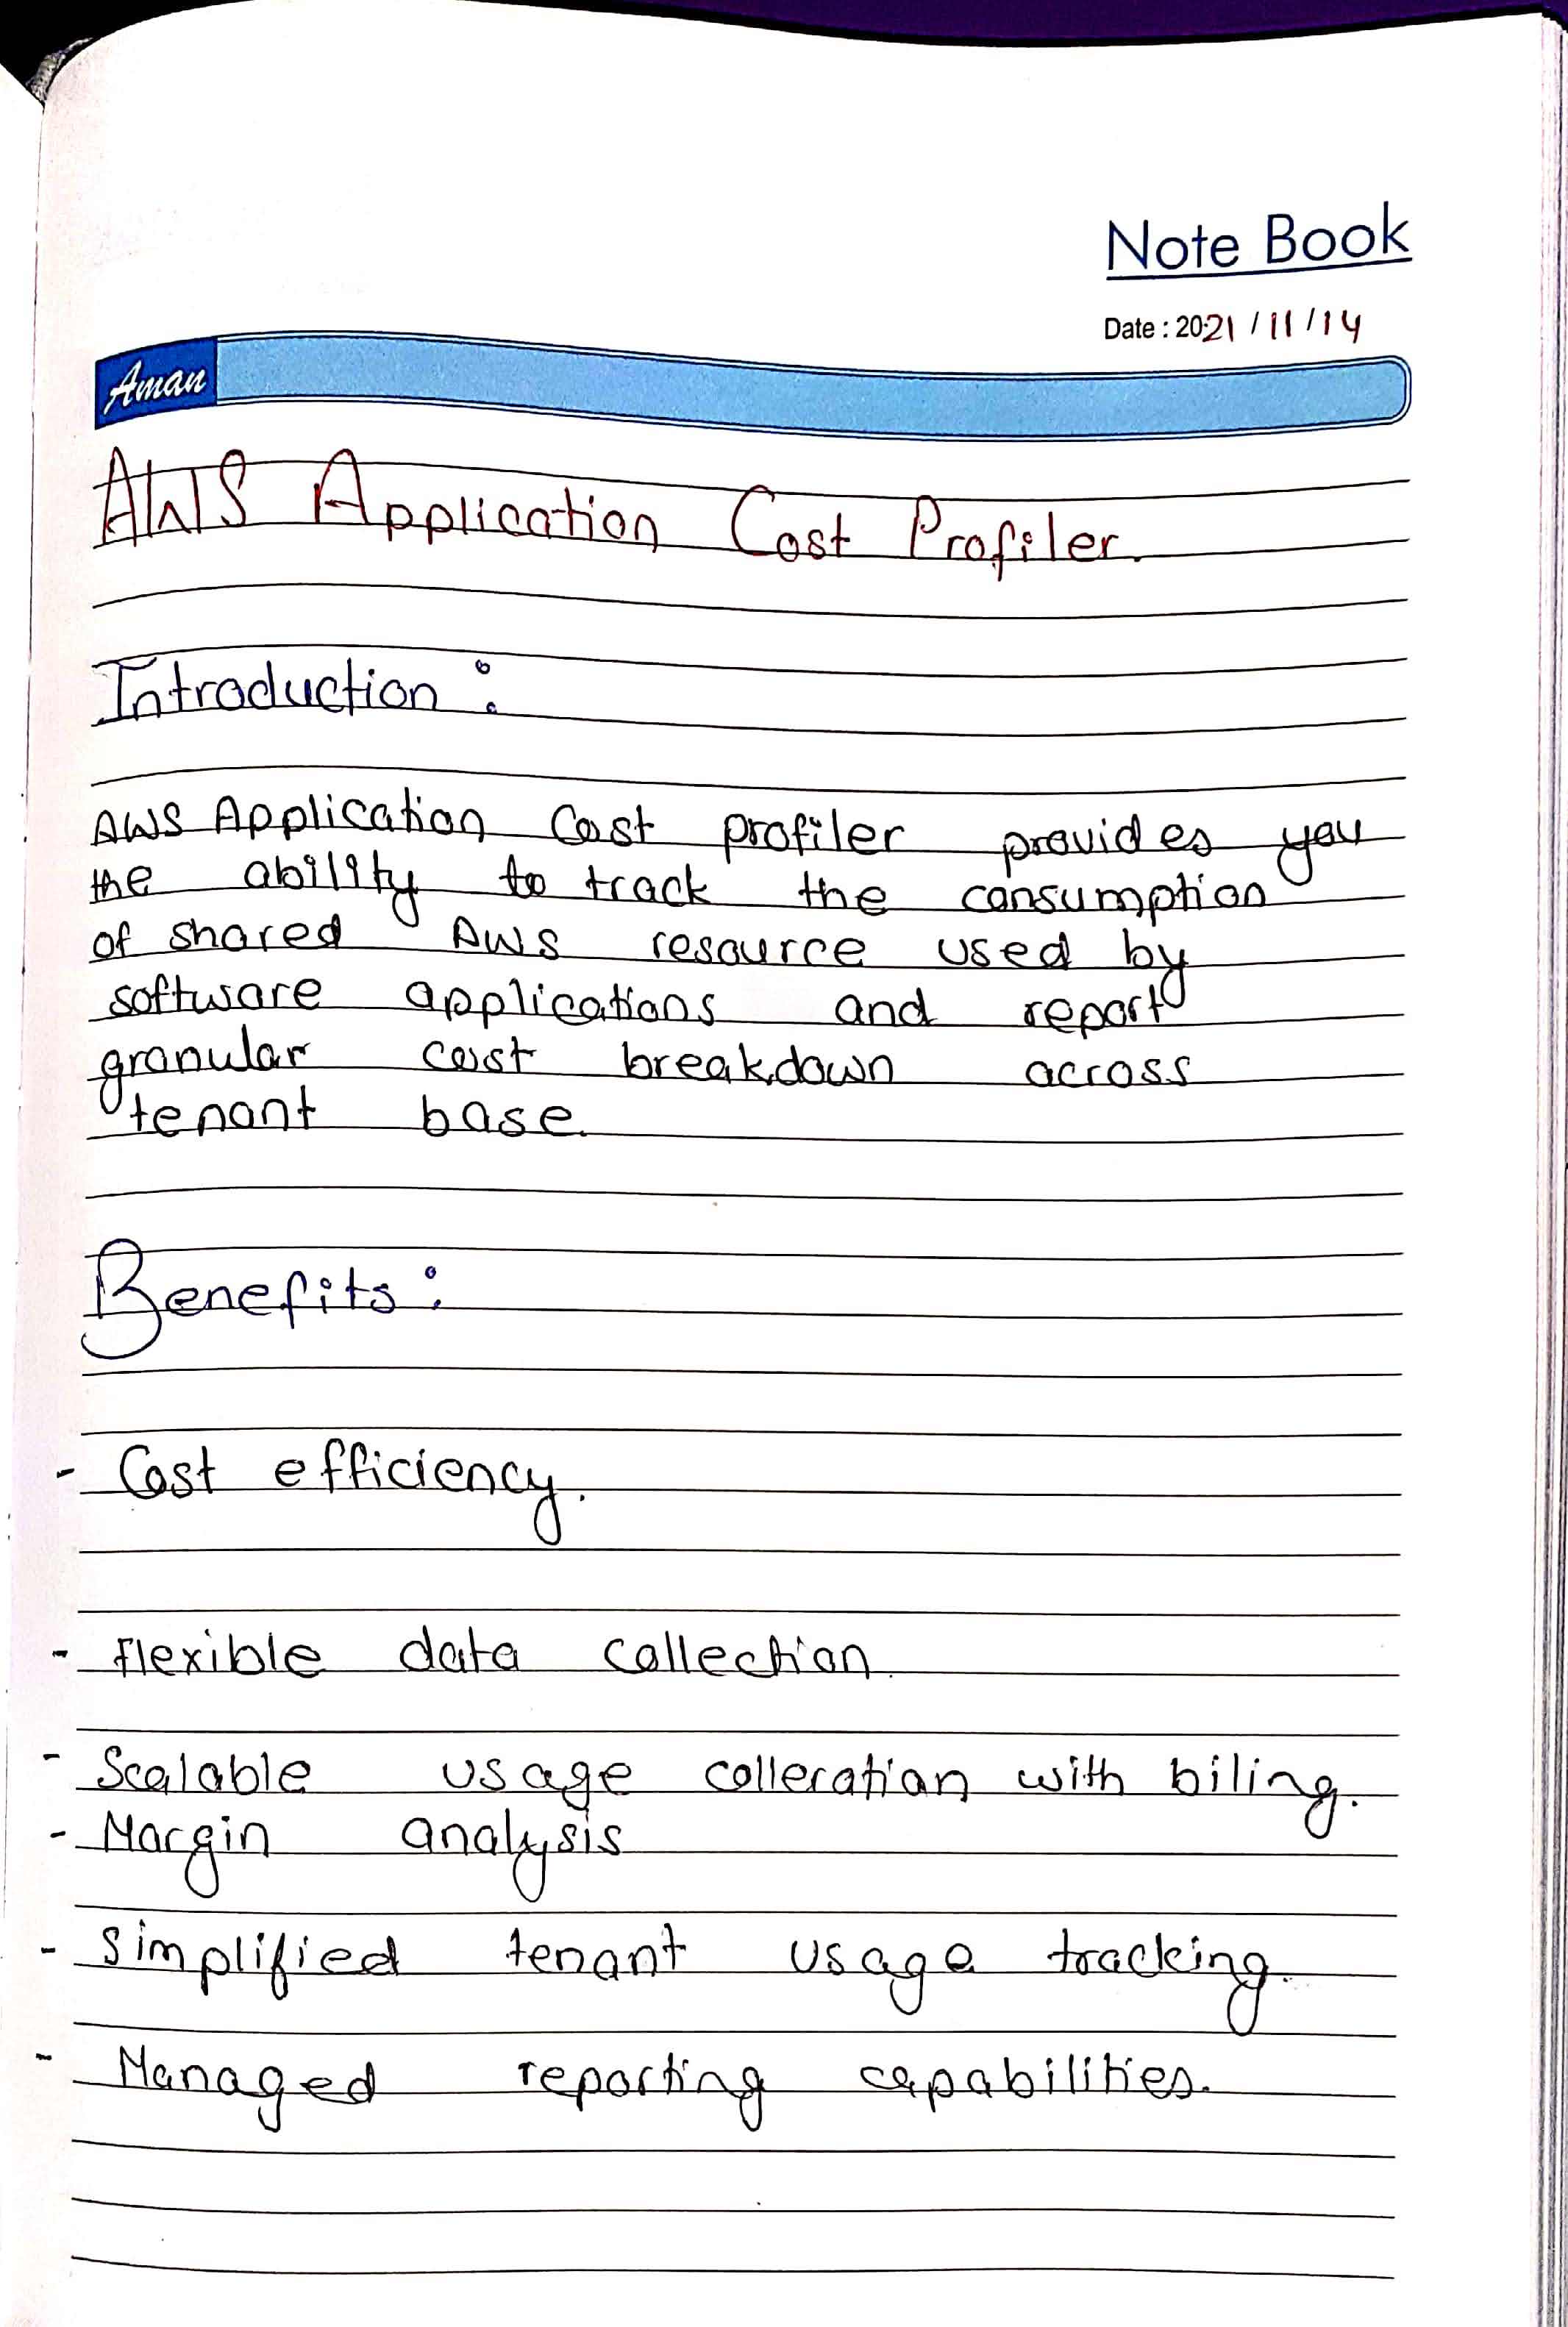 Note Book
Date : 2021 / 11 / 14
Aman
AWS Application Cost Profiler.
Introduction :
AWS Application Cost profiler provides you
the ability to track the consumption
of shared AWS resource used by
software applications and report
granular cost breakdown across
tenant base.
Benefits :
- Cost efficiency.
- Flexible data collection.
- Scalable usage colleration with biling.
- Margin analysis
- Simplified tenant usage tracking.
- Managed reporting capabilities.